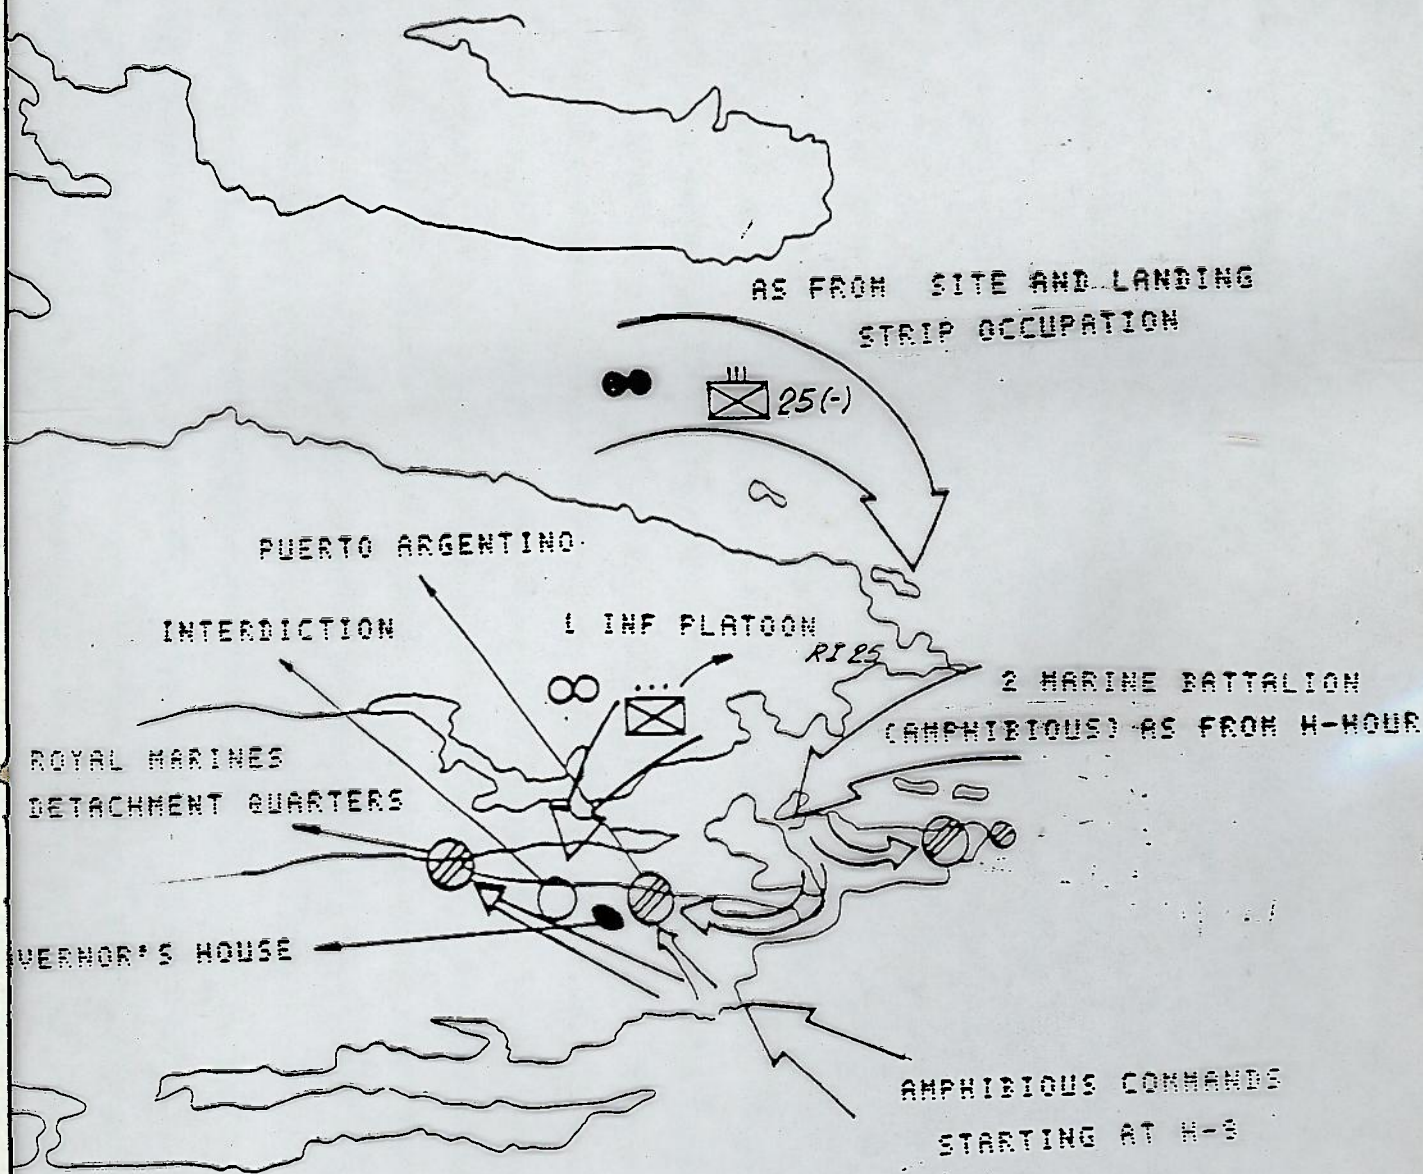 AS FROM SITE AND LANDING
STRIP OCCUPATION
25(-)
PUERTO ARGENTINO
INTERDICTION
1 INF PLATOON
RI 25
2 MARINE BATTALION
(AMPHIBIOUS) AS FROM H-HOUR
ROYAL MARINES
DETACHMENT QUARTERS
VERNOR'S HOUSE
AMPHIBIOUS COMMANDS
STARTING AT H-9